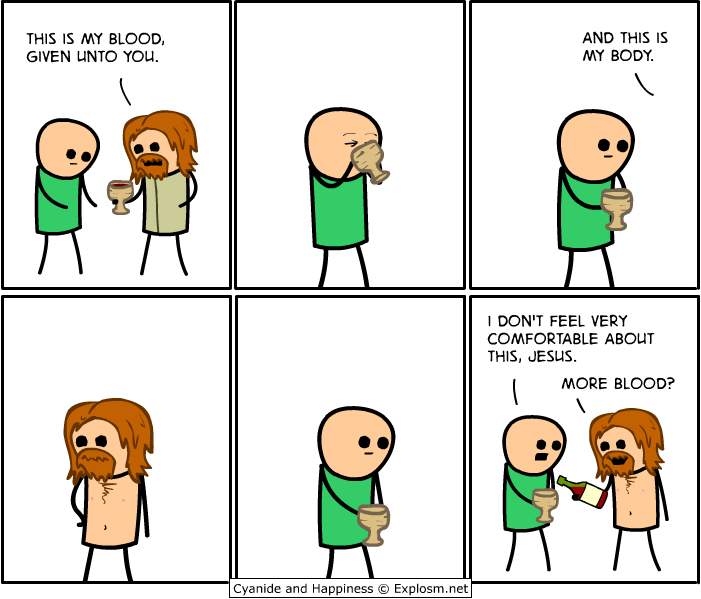 THIS IS MY BLOOD,
GIVEN UNTO YOU.
AND THIS IS
MY BODY.
I DON'T FEEL VERY
COMFORTABLE ABOUT
THIS, JESUS.
MORE BLOOD?
Cyanide and Happiness © Explosm.net